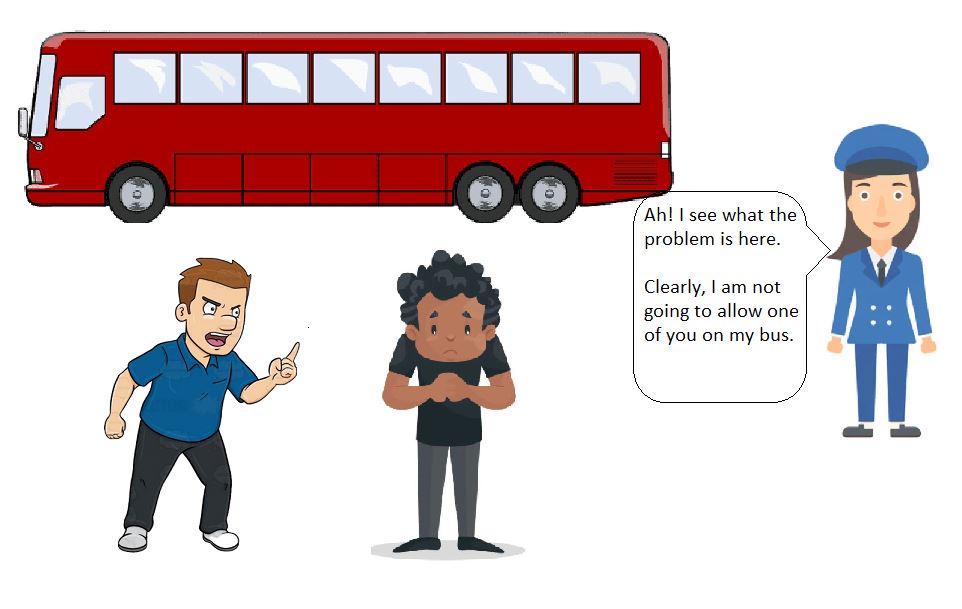 Ah! I see what the
problem is here.
Clearly, I am not
going to allow one
of you on my bus.